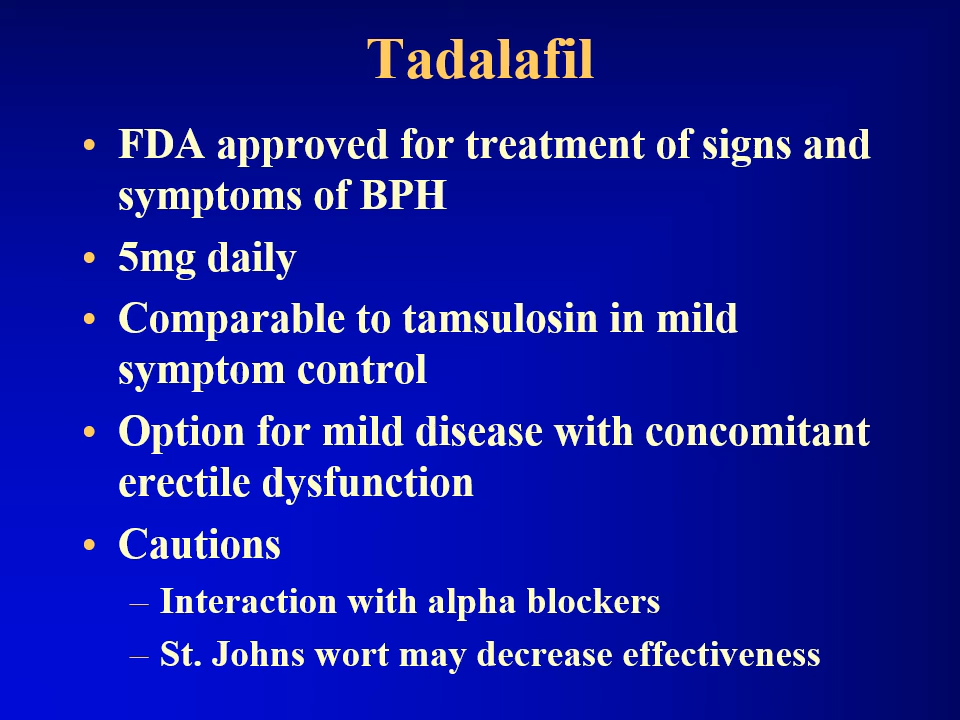 Tadalafil
• FDA approved for treatment of signs and
symptoms of BPH
• 5mg daily
• Comparable to tamsulosin in mild
symptom control
• Option for mild disease with concomitant
erectile dysfunction
• Cautions
– Interaction with alpha blockers
– St. Johns wort may decrease effectiveness